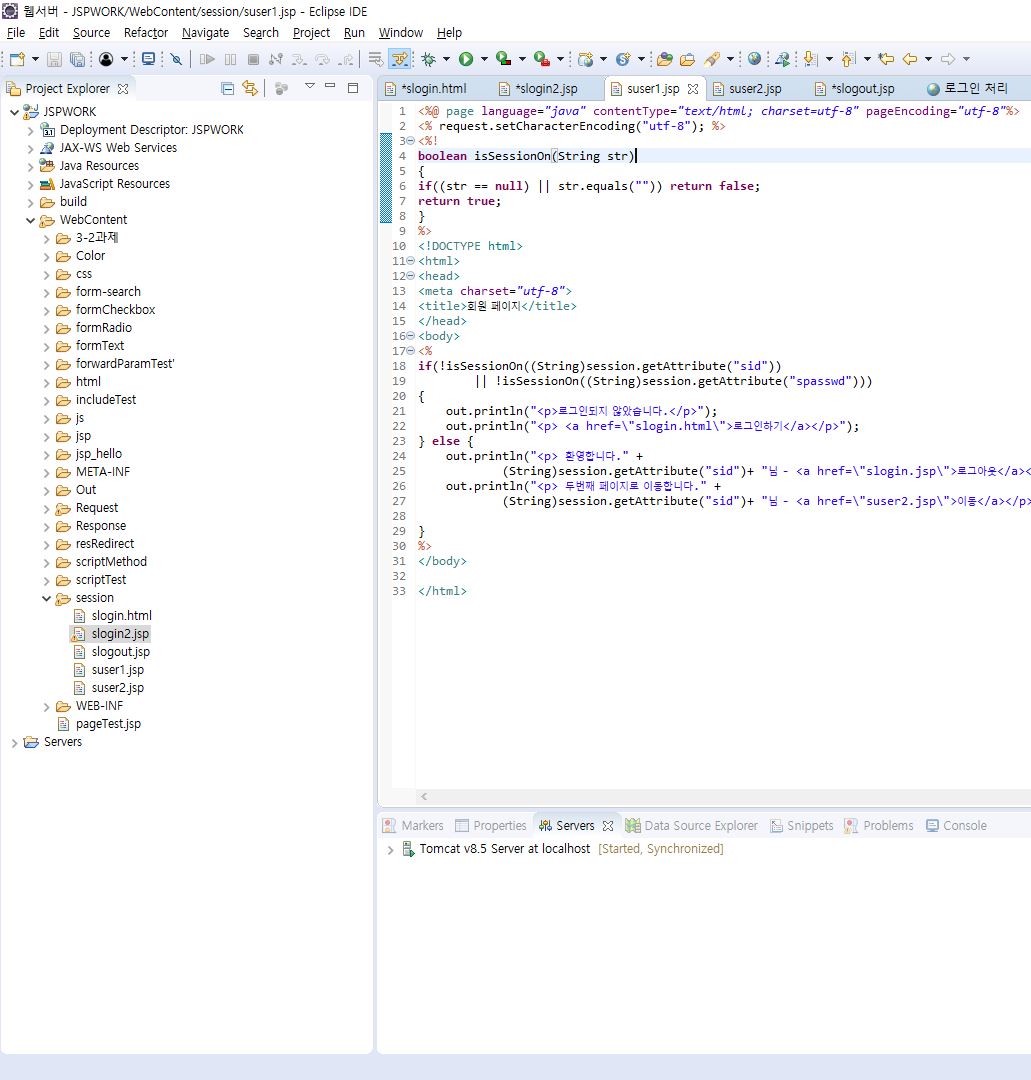 웹서버 - JSPWORK/WebContent/session/suser1.jsp - Eclipse IDE
File Edit Source Refactor Navigate Search Project Run Window Help
Project Explorer
JSPWORK
Deployment Descriptor: JSPWORK
JAX-WS Web Services
Java Resources
JavaScript Resources
build
WebContent
3-2과제
Color
css
form-search
formCheckbox
formRadio
formText
forwardParamTest'
html
includeTest
js
jsp
jsp_hello
META-INF
Out
Request
Response
resRedirect
scriptMethod
scriptTest
session
slogin.html
slogin2.jsp
slogout.jsp
suser1.jsp
suser2.jsp
WEB-INF
pageTest.jsp
Servers
*slogin.html *slogin2.jsp suser1.jsp suser2.jsp *slogout.jsp 로그인 처리
1 <%@ page language="java" contentType="text/html; charset=utf-8" pageEncoding="utf-8"%>
2 <% request.setCharacterEncoding("utf-8"); %>
3 <%!
4 boolean isSessionOn(String str)
5 {
6 if((str == null) || str.equals("")) return false;
7 return true;
8 }
9 %>
10 <!DOCTYPE html>
11 <html>
12 <head>
13 <meta charset="utf-8">
14 <title>회원 페이지</title>
15 </head>
16 <body>
17 <%
18 if(!isSessionOn((String)session.getAttribute("sid"))
19 || !isSessionOn((String)session.getAttribute("spasswd")))
20 {
21 out.println("<p>로그인되지 않았습니다.</p>");
22 out.println("<p> <a href=\"slogin.html\">로그인하기</a></p>");
23 } else {
24 out.println("<p> 환영합니다." +
25 (String)session.getAttribute("sid")+ "님 - <a href=\"slogin.jsp\">로그아웃</a><
26 out.println("<p> 두번째 페이지로 이동합니다." +
27 (String)session.getAttribute("sid")+ "님 - <a href=\"suser2.jsp\">이동</a></p>
28
29 }
30 %>
31 </body>
32
33 </html>
Markers Properties Servers Data Source Explorer Snippets Problems Console
Tomcat v8.5 Server at localhost [Started, Synchronized]